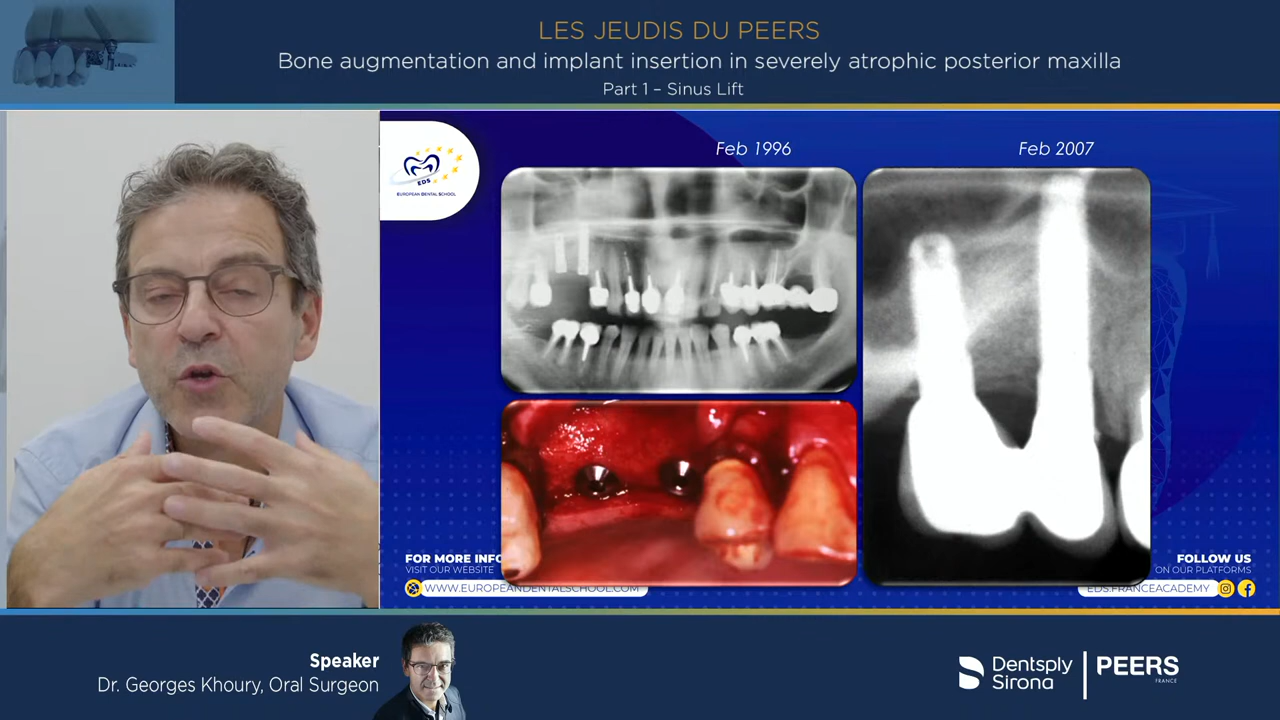 LES JEUDIS DU PEERS
Bone augmentation and implant insertion in severely atrophic posterior maxilla
Part 1 – Sinus Lift
EDS
EUROPEAN DENTAL SCHOOL
Feb 1996
Feb 2007
FOR MORE INFO
VISIT OUR WEBSITE
WWW.EUROPEANDENTALSCHOOL.COM
FOLLOW US
ON OUR PLATFORMS
EDS.FRANCEACADEMY
Speaker
Dr. Georges Khoury, Oral Surgeon
Dentsply
Sirona
PEERS
FRANCE